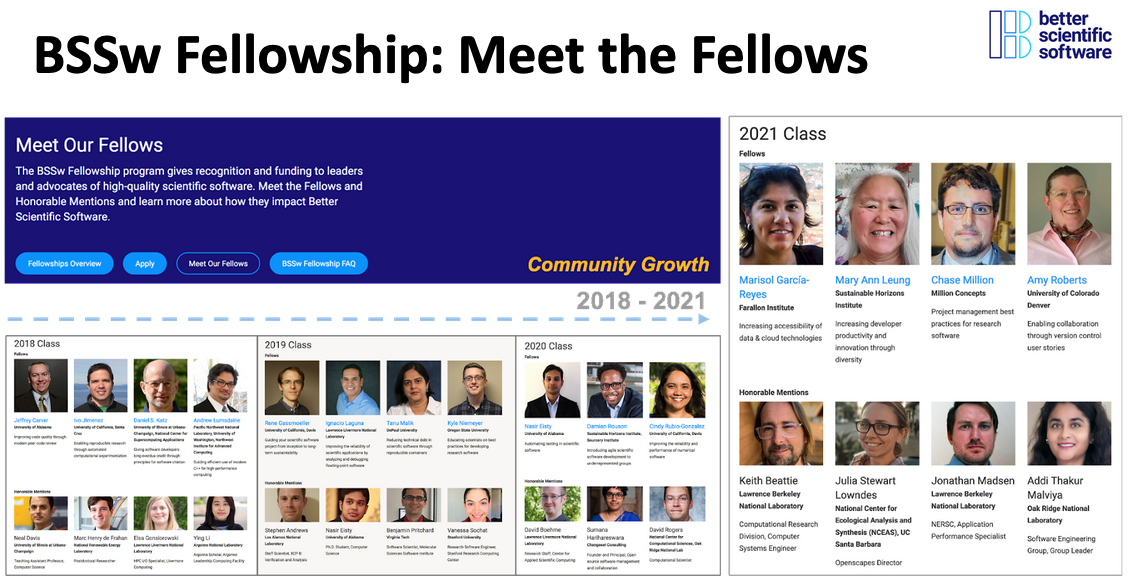 BSSw Fellowship: Meet the Fellows
better
scientific
software
Meet Our Fellows
The BSSw Fellowship program gives recognition and funding to leaders
and advocates of high-quality scientific software. Meet the Fellows and
Honorable Mentions and learn more about how they impact Better
Scientific Software.
Fellowships Overview
Apply
Meet Our Fellows
BSSw Fellowship FAQ
Community Growth
2018 - 2021
2018 Class
Fellows
Jeffrey Carver
University of Alabama
Improving code quality through
modern peer code review
Ivo Jimenez
University of California, Santa
Cruz
Enabling reproducible research
through automated
computational experimentation
Daniel S. Katz
University of Illinois at Urbana-
Champaign, National Center for
Supercomputing Applications
Giving software developers
long-overdue credit through
principles for software citation
Andrew Lumsdaine
Pacific Northwest National
Laboratory, University of
Washington, Northwest
Institute for Advanced
Computing
Guiding efficient use of modern
C++ for high-performance
computing
Honorable Mentions
Neal Davis
University of Illinois at Urbana-
Champaign
Teaching Assistant Professor,
Computer Science
Marc Henry de Frahan
National Renewable Energy
Laboratory
Postdoctoral Researcher
Elsa Gonsiorowski
Lawrence Livermore National
Laboratory
HPC I/O Specialist, Livermore
Computing
Ying Li
Argonne National Laboratory
Argonne Scholar, Argonne
Leadership Computing Facility
2019 Class
Fellows
Rene Gassmoeller
University of California, Davis
Guiding your scientific software
project from inception to long-
term sustainability
Ignacio Laguna
Lawrence Livermore National
Laboratory
Improving the reliability of
scientific applications by
analyzing and debugging
floating-point software
Tanu Malik
DePaul University
Reducing technical debt in
scientific software through
reproducible containers
Kyle Niemeyer
Oregon State University
Educating scientists on best
practices for developing
research software
Honorable Mentions
Stephen Andrews
Los Alamos National
Laboratory
Staff Scientist, XCP-8:
Verification and Analysis
Nasir Eisty
University of Alabama
Ph.D. Student, Computer
Science
Benjamin Pritchard
Virginia Tech
Software Scientist, Molecular
Sciences Software Institute
Vanessa Sochat
Stanford University
Research Software Engineer,
Stanford Research Computing
Center
2020 Class
Fellows
Nasir Eisty
University of Alabama
Automating testing in scientific
software
Damian Rouson
Sustainable Horizons Institute,
Sourcery Institute
Introducing agile scientific
software development to
underrepresented groups
Cindy Rubio-Gonzalez
University of California, Davis
Improving the reliability and
performance of numerical
software
Honorable Mentions
David Boehme
Lawrence Livermore National
Laboratory
Research Staff, Center for
Applied Scientific Computing
Sumana
Harihareswara
Changeset Consulting
Founder and Principal, Open
source software management
and collaboration
David Rogers
National Center for
Computational Sciences, Oak
Ridge National Lab
Computational Scientist
2021 Class
Fellows
Marisol García-
Reyes
Farallon Institute
Increasing accessibility of
data & cloud technologies
Mary Ann Leung
Sustainable Horizons
Institute
Increasing developer
productivity and
innovation through
diversity
Chase Million
Million Concepts
Project management best
practices for research
software
Amy Roberts
University of Colorado
Denver
Enabling collaboration
through version control
user stories
Honorable Mentions
Keith Beattie
Lawrence Berkeley
National Laboratory
Computational Research
Division, Computer
Systems Engineer
Julia Stewart
Lowndes
National Center for
Ecological Analysis and
Synthesis (NCEAS), UC
Santa Barbara
Openscapes Director
Jonathan Madsen
Lawrence Berkeley
National Laboratory
NERSC, Application
Performance Specialist
Addi Thakur
Malviya
Oak Ridge National
Laboratory
Software Engineering
Group, Group Leader